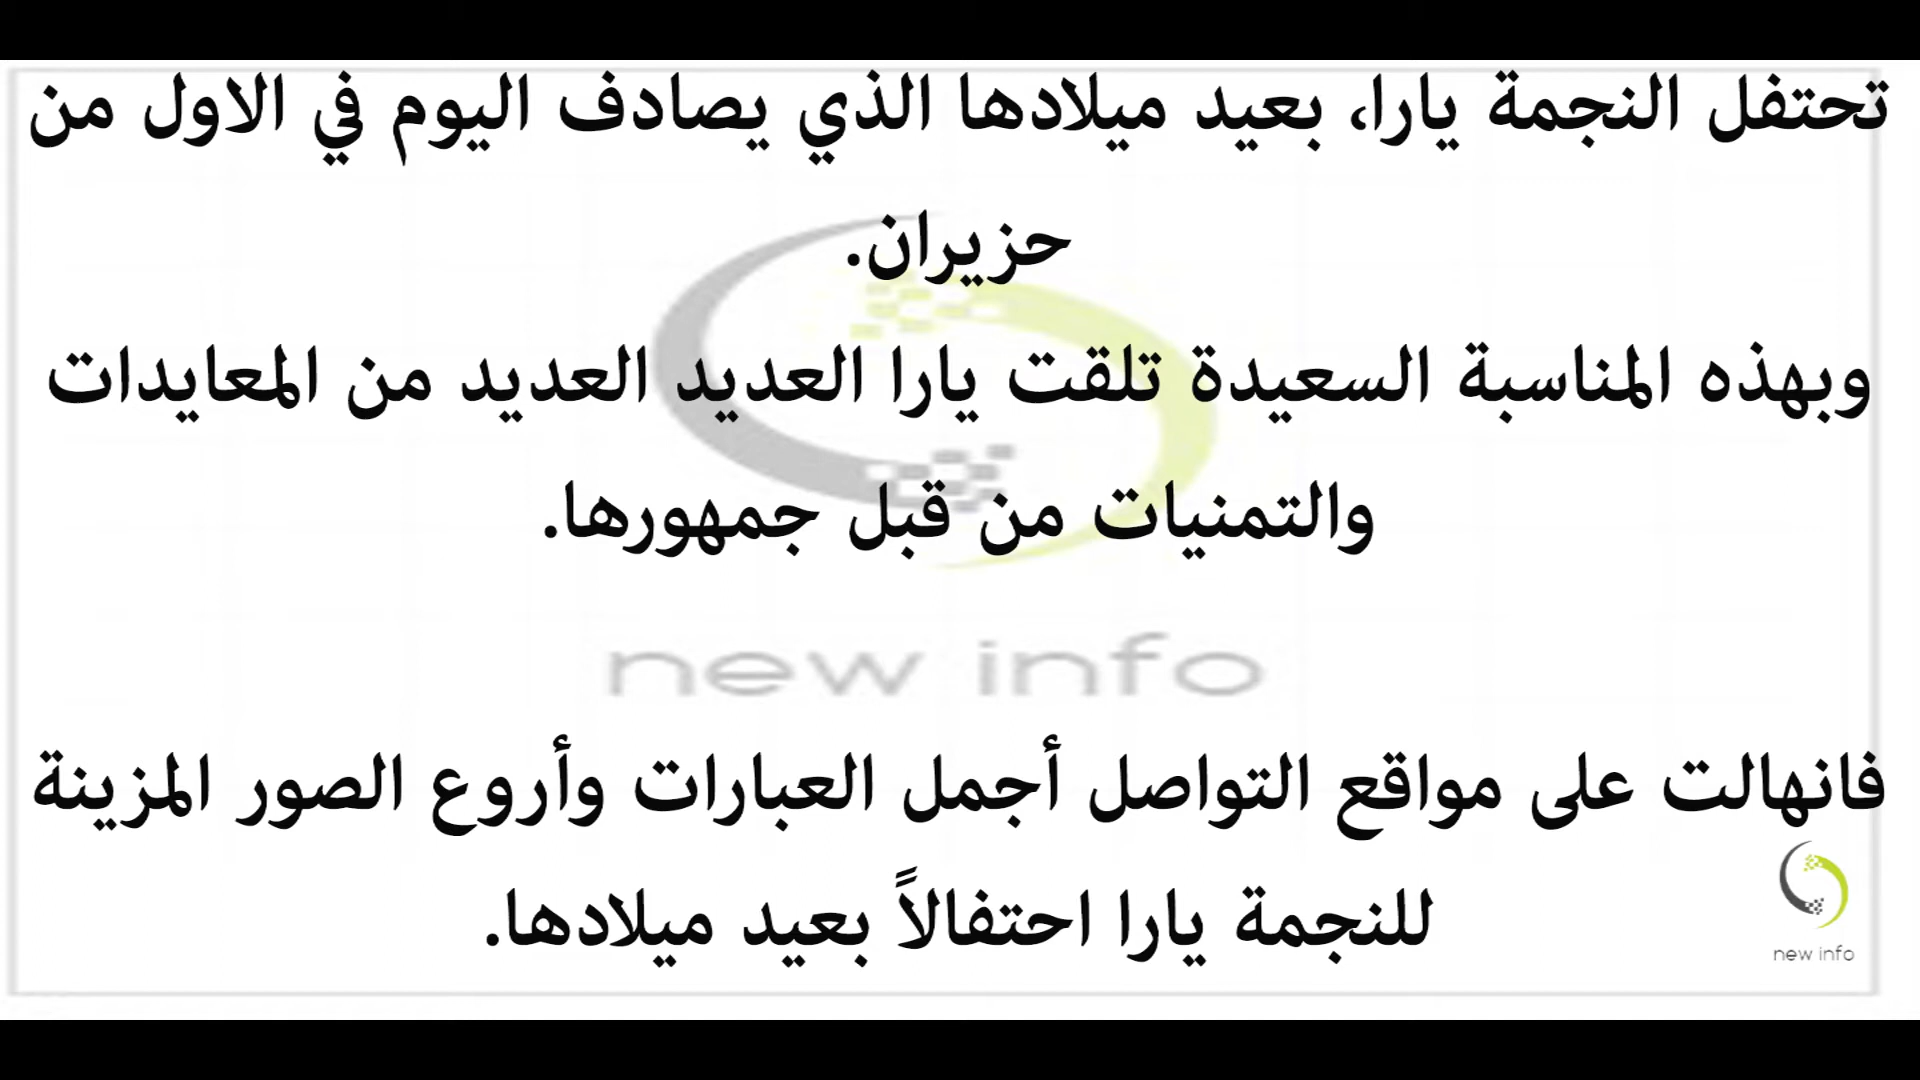 تحتفل النجمة يارا، بعيد ميلادها الذي يصادف اليوم في الاول من
حزيران.
وبهذه المناسبة السعيدة تلقت يارا العديد العديد من المعايدات
والتمنيات من قبل جمهورها.
new info
فانهالت على مواقع التواصل أجمل العبارات وأروع الصور المزينة
للنجمة يارا احتفالاً بعيد ميلادها.
new info